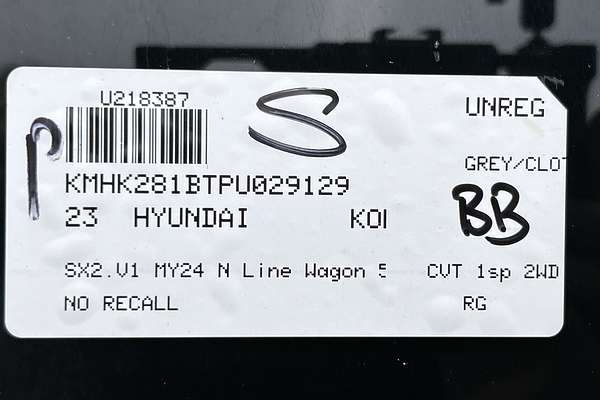 U218387
S
UNREG
P
GREY/CLOT
KMHK281BTPU029129
23 HYUNDAI KO
BB
SX2.V1 MY24 N Line Wagon 5 CVT 1sp 2WD
NO RECALL RG